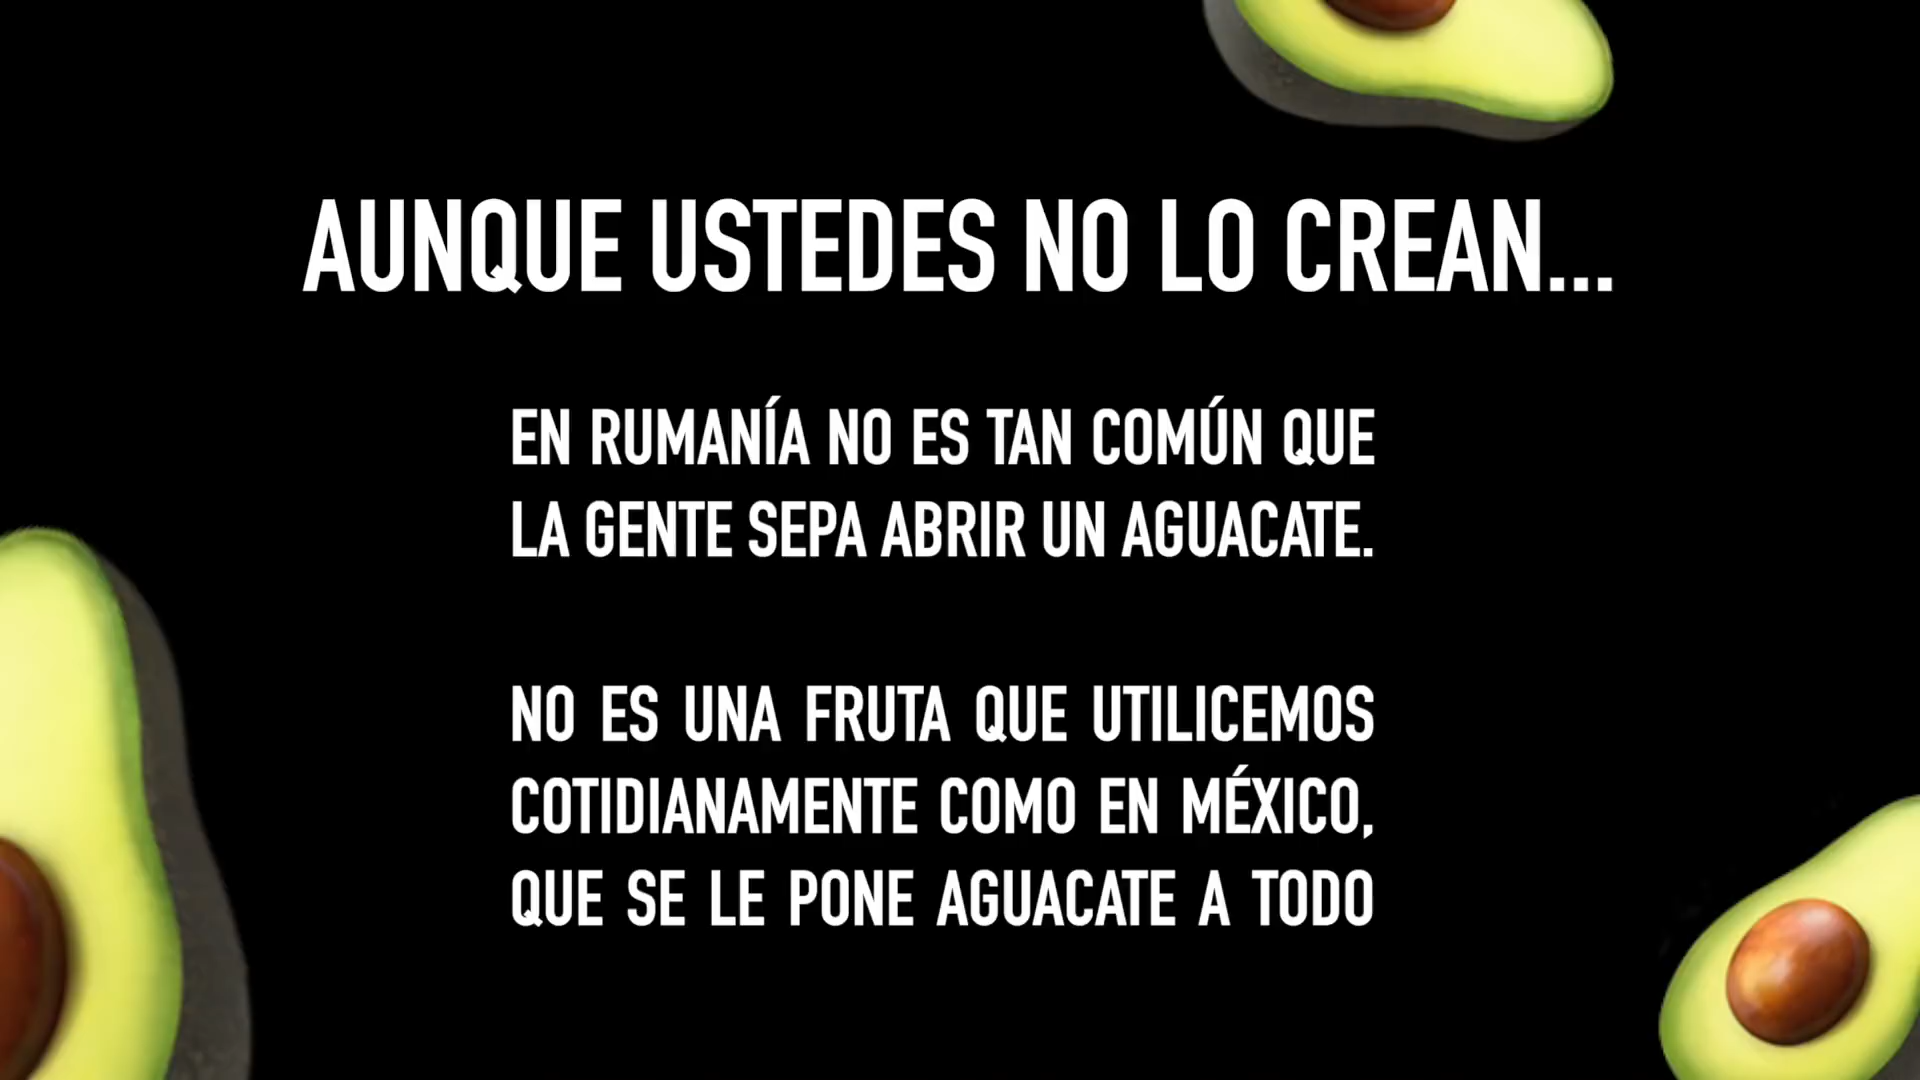 AUNQUE USTEDES NO LO CREAN...
EN RUMANÍA NO ES TAN COMÚN QUE
LA GENTE SEPA ABRIR UN AGUACATE.
NO ES UNA FRUTA QUE UTILICEMOS
COTIDIANAMENTE COMO EN MÉXICO,
QUE SE LE PONE AGUACATE A TODO